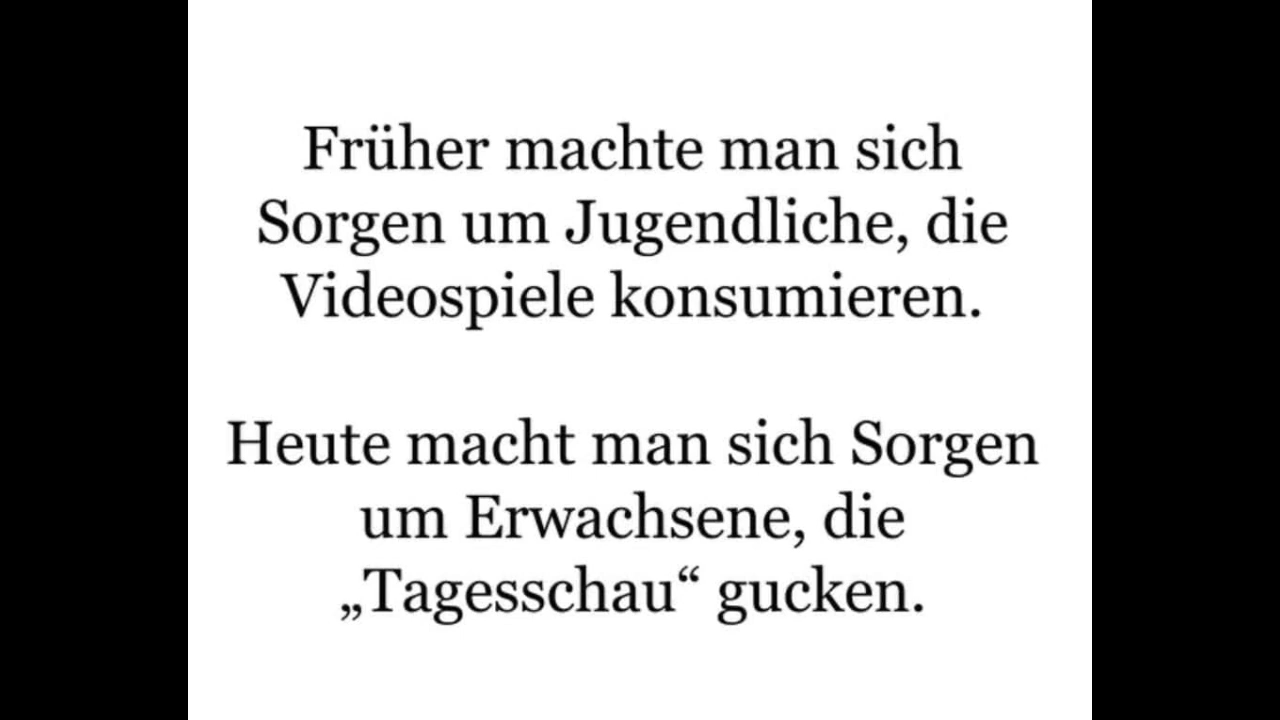 Früher machte man sich
Sorgen um Jugendliche, die
Videospiele konsumieren.
Heute macht man sich Sorgen
um Erwachsene, die
„Tagesschau“ gucken.